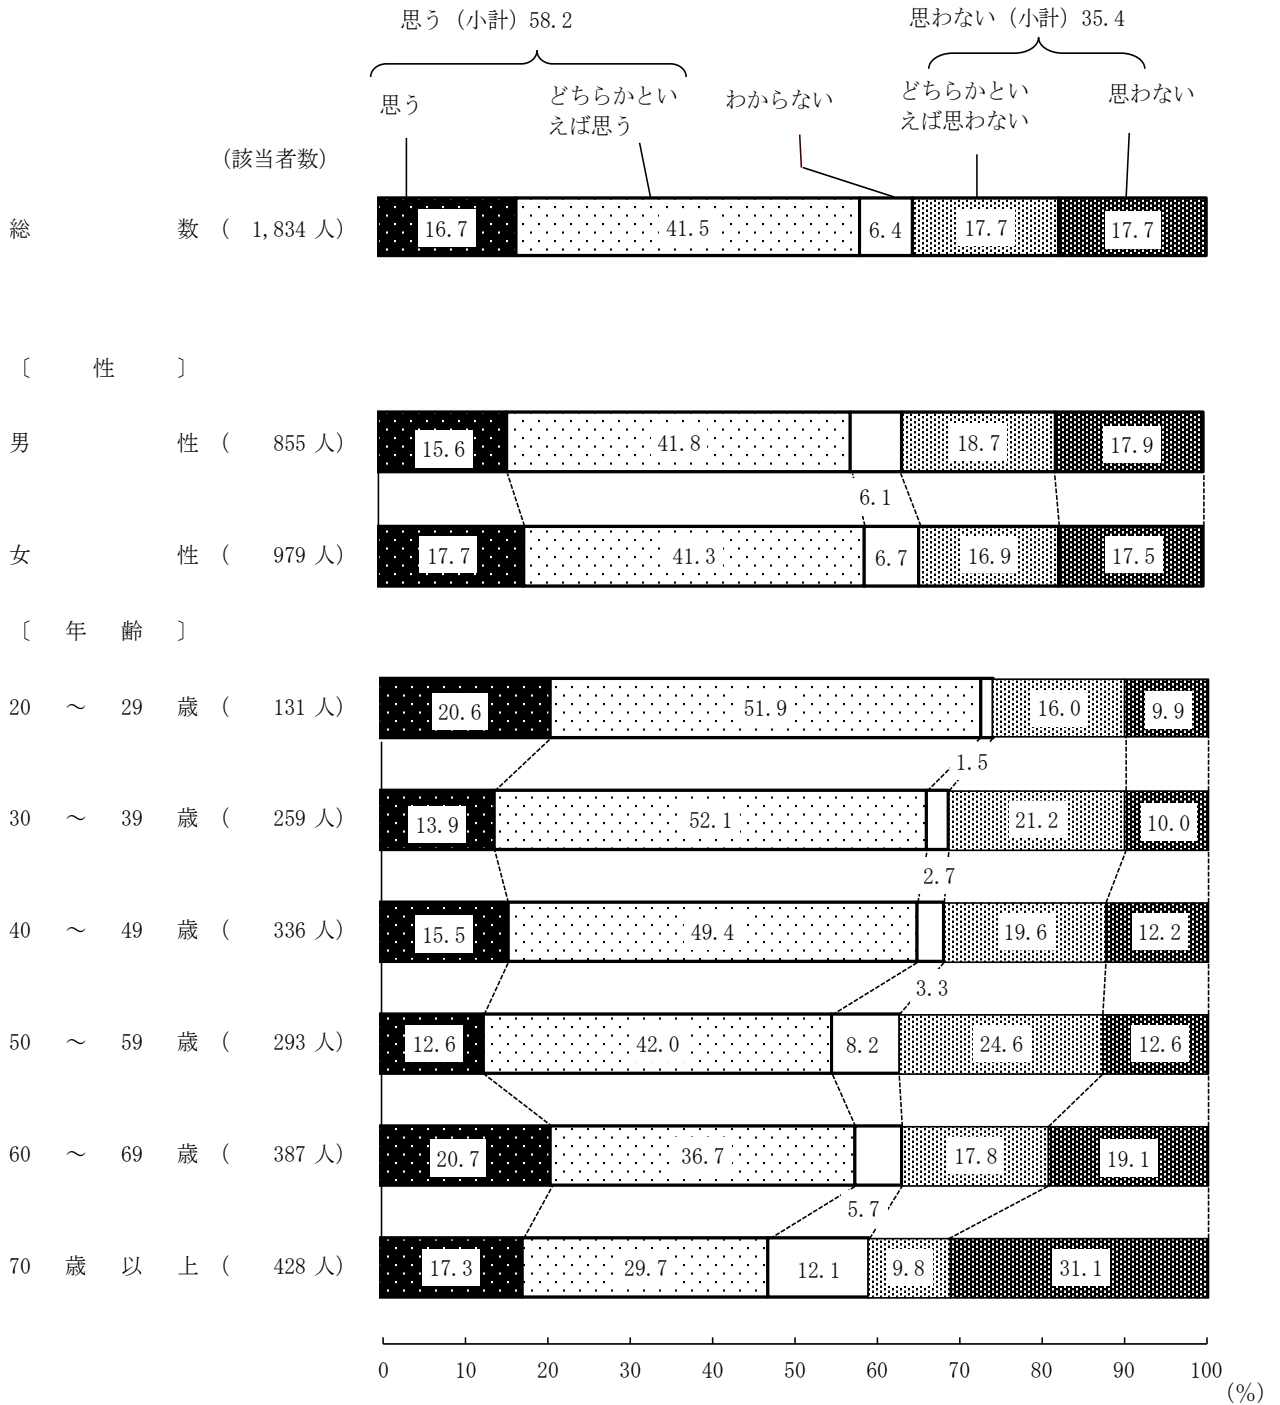 思う（小計）58.2
思わない（小計）35.4
思う
どちらかとい
えば思う
わからない
どちらかとい
えば思わない
思わない
（該当者数）
総　数（ 1,834 人） 16.7 41.5 6.4 17.7 17.7
〔　性　〕
男　性（ 855 人） 15.6 41.8 18.7 17.9
6.1
女　性（ 979 人） 17.7 41.3 6.7 16.9 17.5
〔 年 齢 〕
20 ～ 29 歳（ 131 人） 20.6 51.9 16.0 9.9
1.5
30 ～ 39 歳（ 259 人） 13.9 52.1 21.2 10.0
2.7
40 ～ 49 歳（ 336 人） 15.5 49.4 19.6 12.2
3.3
50 ～ 59 歳（ 293 人） 12.6 42.0 8.2 24.6 12.6
60 ～ 69 歳（ 387 人） 20.7 36.7 17.8 19.1
5.7
70 歳 以 上（ 428 人） 17.3 29.7 12.1 9.8 31.1
0 10 20 30 40 50 60 70 80 90 100
（％）